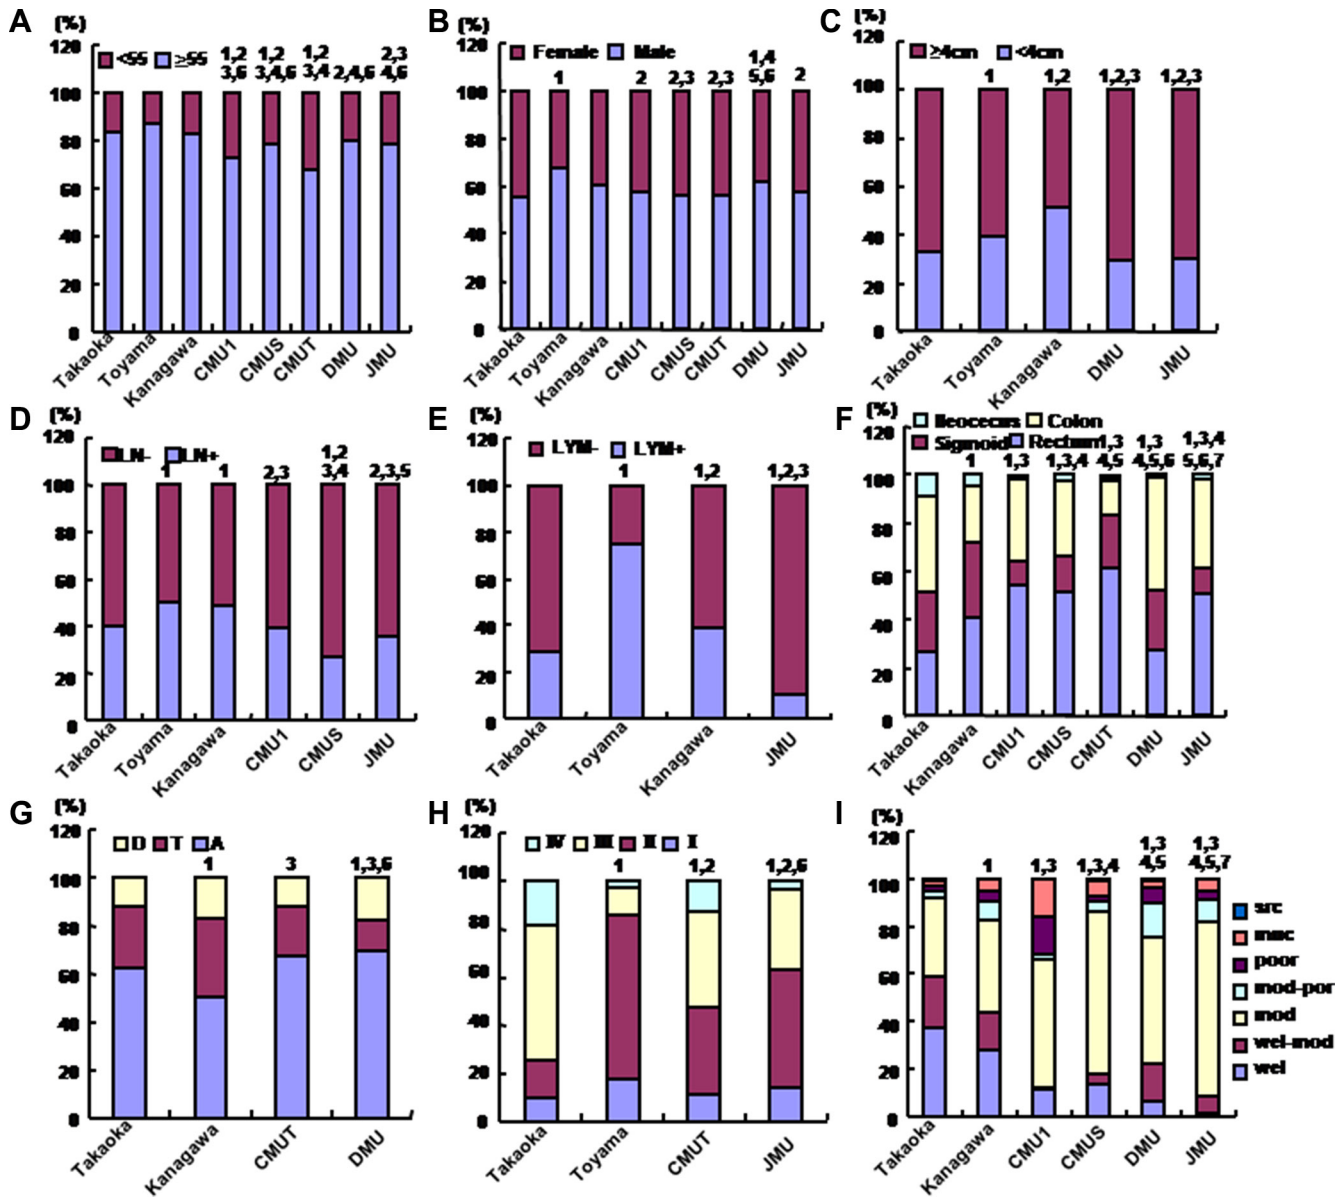 A
(%)
120
<55 ≥55
1,2 1,2 1,2 2,3
3,6 3,4,6 3,4 2,4,6 4,6
100
80
60
40
20
0
Takaoka Toyama Kanagawa CMU1 CMUS CMUT DMU JMU
B
(%)
120
Female Male
1,4
1 2 2,3 2,3 5,6 2
100
80
60
40
20
0
Takaoka Toyama Kanagawa CMU1 CMUS CMUT DMU JMU
C
(%)
120
≥4cm <4cm
1 1,2 1,2,3 1,2,3
100
80
60
40
20
0
Takaoka Toyama Kanagawa DMU JMU
D
(%)
120
LN- LN+
1,2
1 1 2,3 3,4 2,3,5
100
80
60
40
20
0
Takaoka Toyama Kanagawa CMU1 CMUS JMU
E
(%)
120
LYM- LYM+
1 1,2 1,2,3
100
80
60
40
20
0
Takaoka Toyama Kanagawa JMU
F
(%)
Ileocecus Colon
120
Sigmoid Rectum 1,3 1,3 1,3,4
1 1,3 1,3,4 4,5 4,5,6 5,6,7
100
80
60
40
20
0
Takaoka Kanagawa CMU1 CMUS CMUT DMU JMU
G
(%)
120
D T A
1 3 1,3,6
100
80
60
40
20
0
Takaoka Kanagawa CMUT DMU
H
(%)
120
IV III II I
1 1,2 1,2,6
100
80
60
40
20
0
Takaoka Toyama CMUT JMU
I
(%)
120
1,3 1,3
1 1,3 1,3,4 4,5 4,5,7
100
80
60
40
20
0
Takaoka Kanagawa CMU1 CMUS DMU JMU
src
muc
poor
mod-por
mod
wel-mod
wel